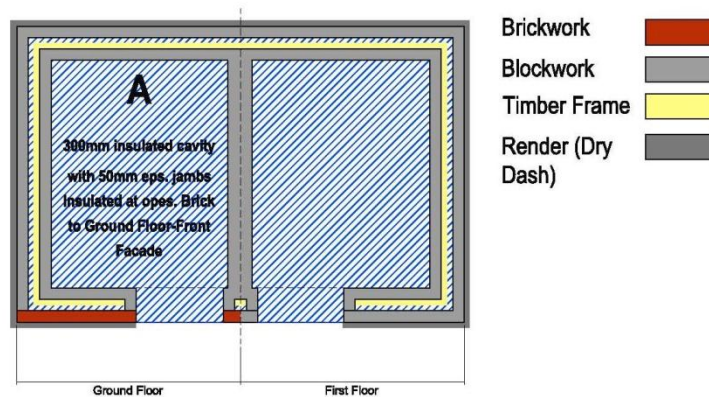 A
300mm insulated cavity
with 50mm eps. jambs
Insulated at opes. Brick
to Ground Floor-Front
Facade
Brickwork
Blockwork
Timber Frame
Render (Dry
Dash)
Ground Floor
First Floor